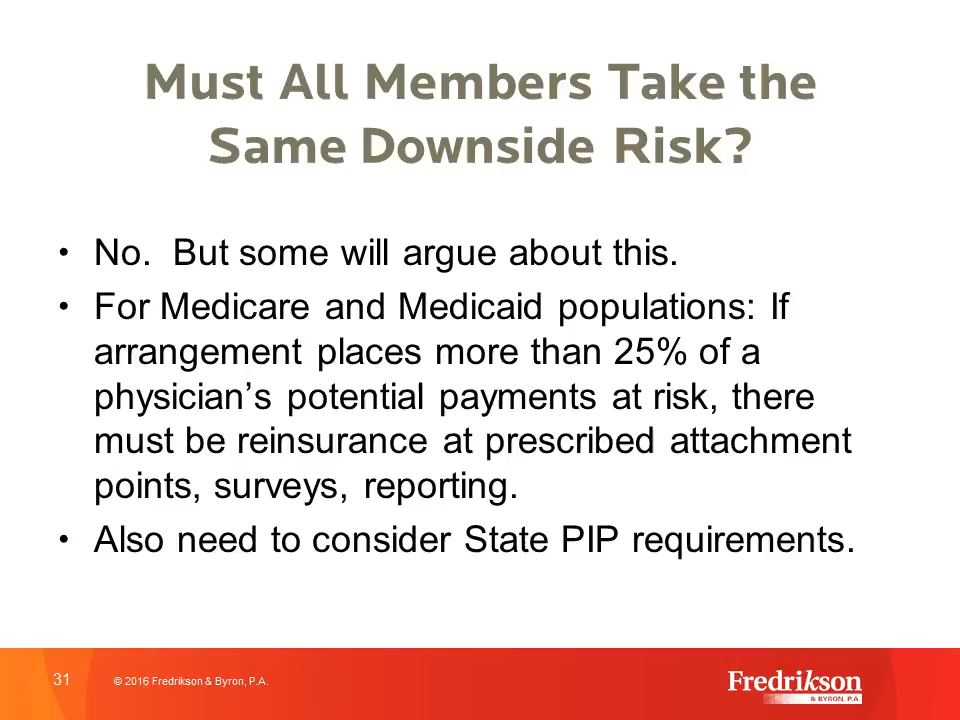 Must All Members Take the
Same Downside Risk?
• No.  But some will argue about this.
• For Medicare and Medicaid populations: If
arrangement places more than 25% of a
physician’s potential payments at risk, there
must be reinsurance at prescribed attachment
points, surveys, reporting.
• Also need to consider State PIP requirements.
31
© 2016 Fredrikson & Byron, P.A.
Fredrikson
& BYRON, P.A.